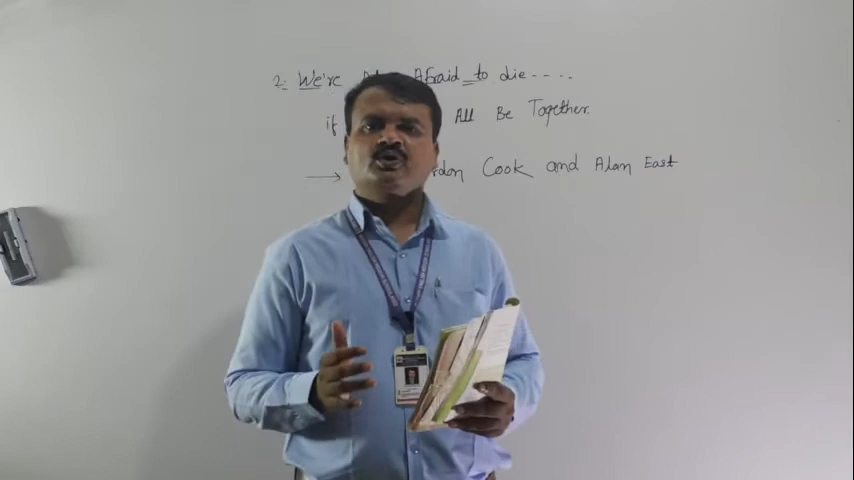 2. We're Afraid to die....
if All Be Together.
→ Cook and Alan East